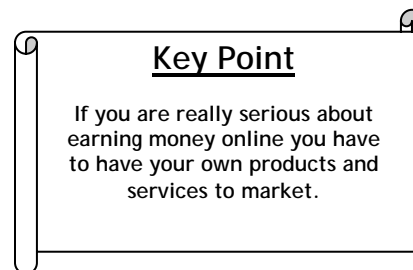 Key Point
If you are really serious about
earning money online you have
to have your own products and
services to market.